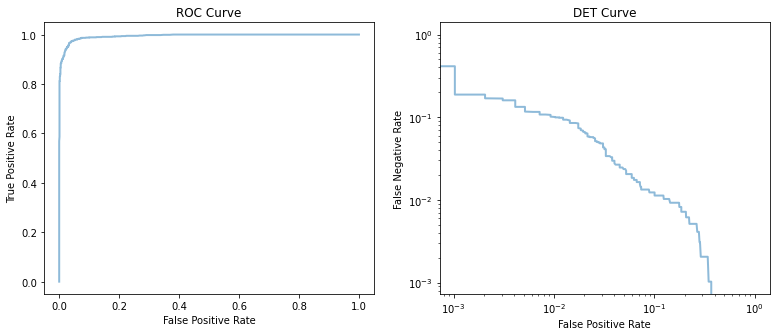 ROC Curve
1.0
0.8
0.6
0.4
0.2
0.0
True Positive Rate
0.0 0.2 0.4 0.6 0.8 1.0
False Positive Rate
DET Curve
10⁰
10⁻¹
10⁻²
10⁻³
False Negative Rate
10⁻³ 10⁻² 10⁻¹ 10⁰
False Positive Rate